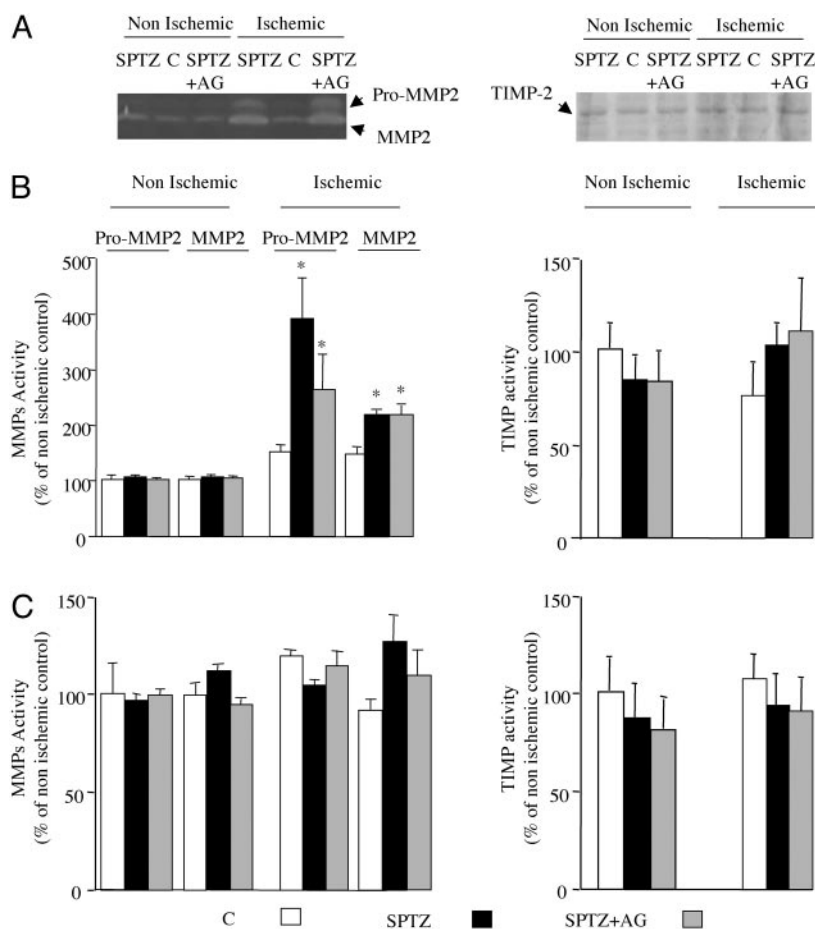 A
Non Ischemic Ischemic
SPTZ C SPTZ +AG SPTZ C SPTZ +AG
Pro-MMP2
MMP2
Non Ischemic Ischemic
SPTZ C SPTZ +AG SPTZ C SPTZ +AG
TIMP-2
B
Non Ischemic Ischemic
Pro-MMP2 MMP2 Pro-MMP2 MMP2
MMPs Activity
(% of non ischemic control)
500
400
300
200
100
0
* * * *
Non Ischemic Ischemic
TIMP activity
(% of non ischemic control)
150
100
50
0
C
MMPs Activity
(% of non ischemic control)
150
100
50
0
TIMP activity
(% of non ischemic control)
150
100
50
0
C SPTZ SPTZ+AG